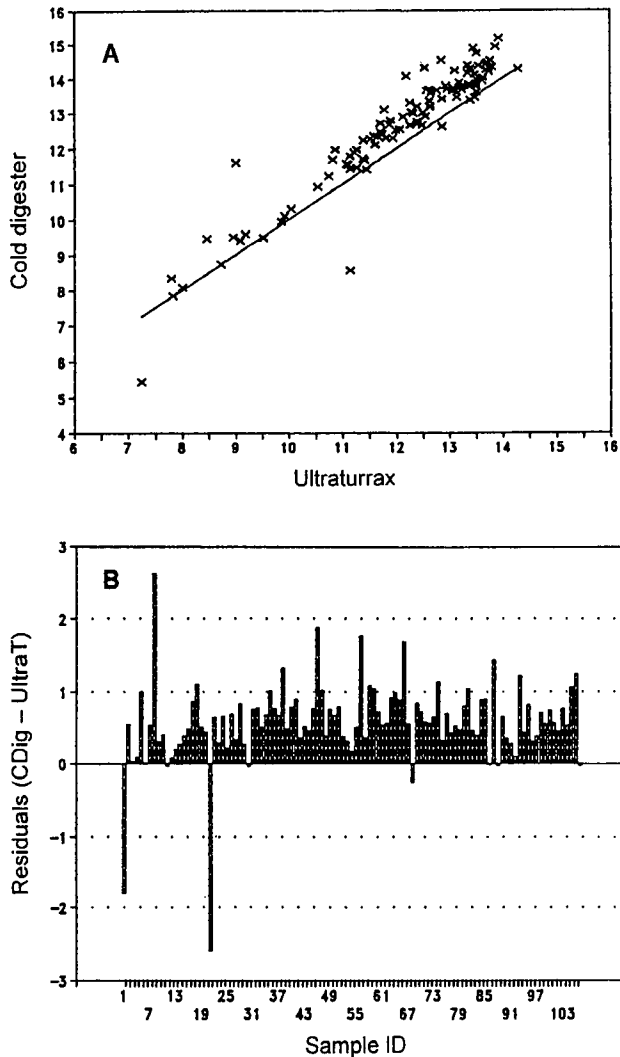 A
Cold digester
16
15
14
13
12
11
10
9
8
7
6
5
4
6 7 8 9 10 11 12 13 14 15 16
Ultraturrax
B
Residuals (CDig – UltraT)
3
2
1
0
−1
−2
−3
1 13 25 37 49 61 73 85 97
7 19 31 43 55 67 79 91 103
Sample ID